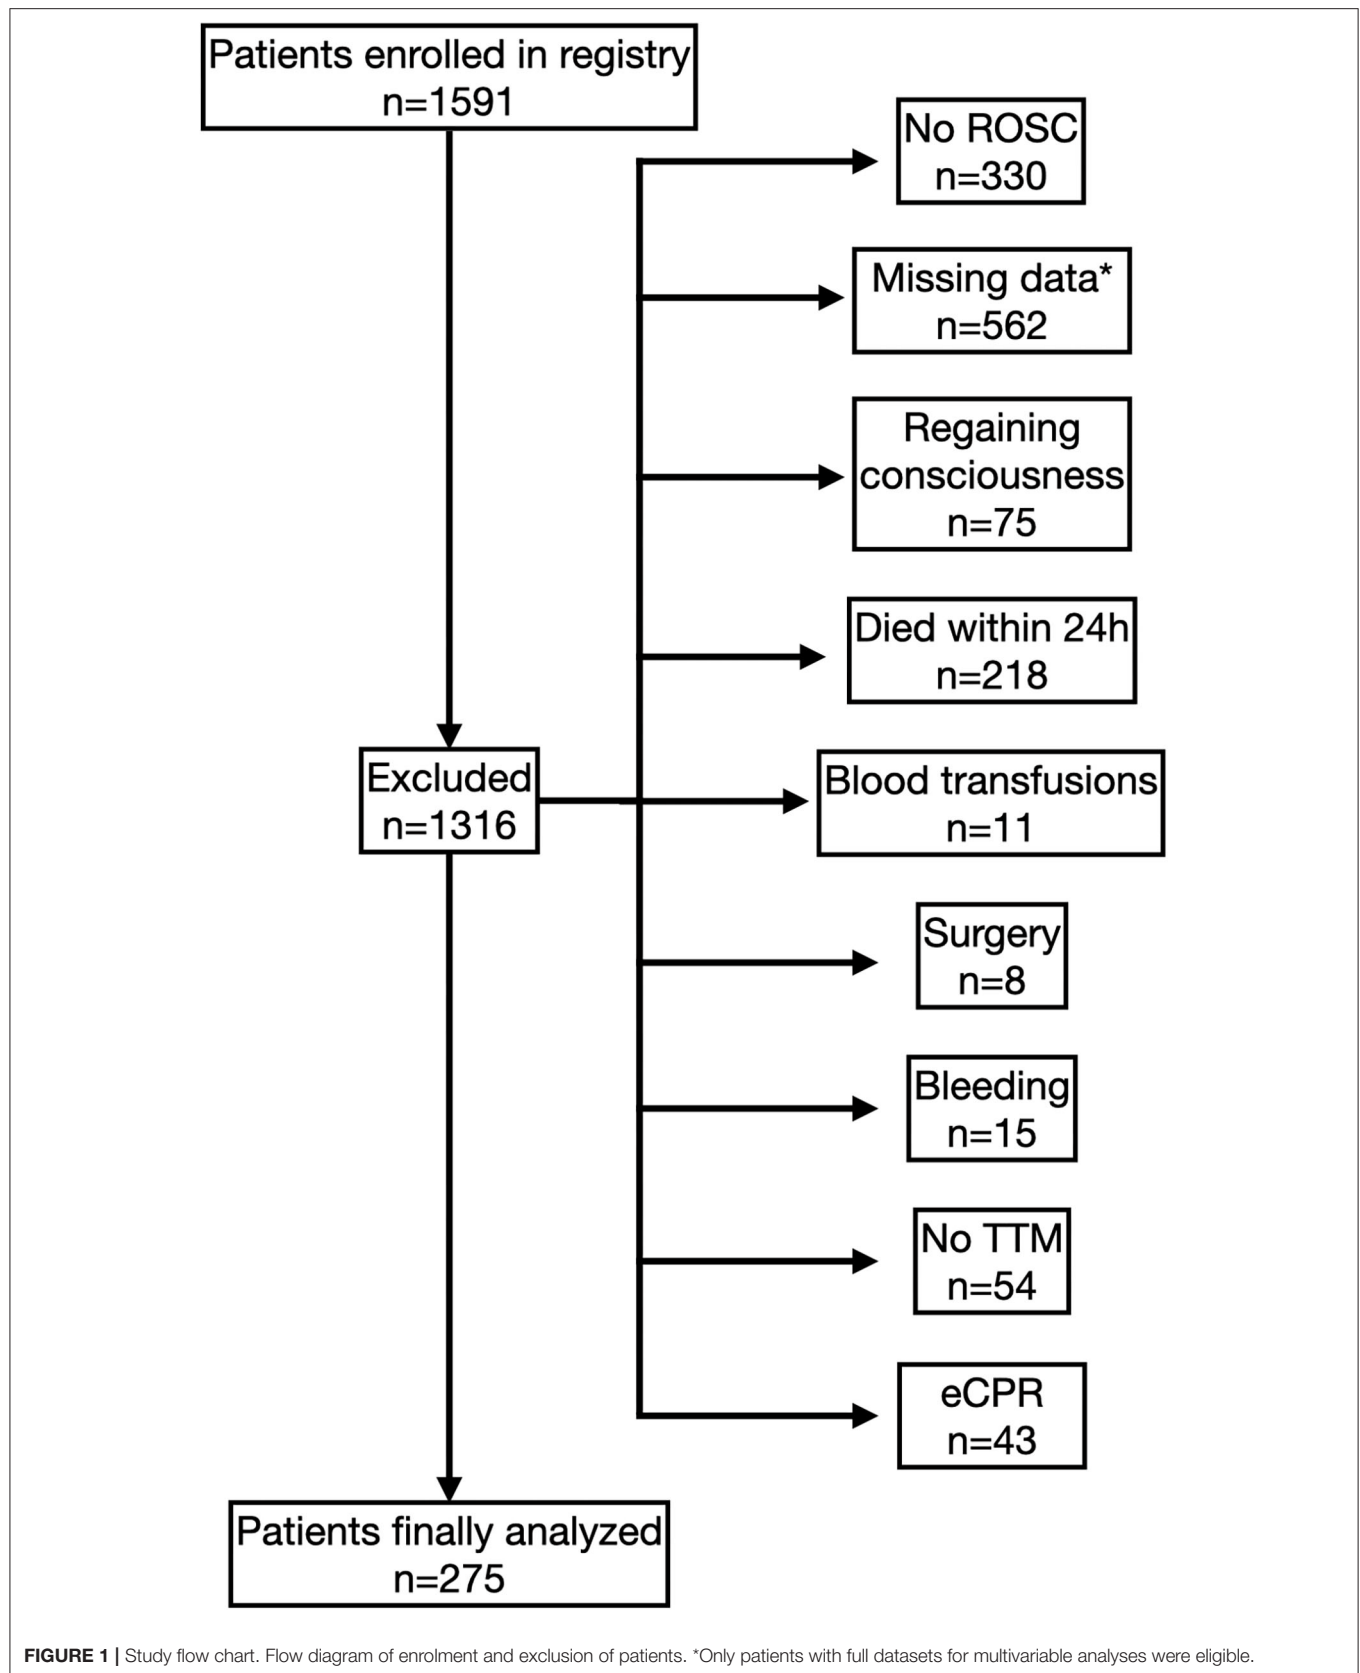 Patients enrolled in registry
n=1591
No ROSC
n=330
Missing data*
n=562
Regaining
consciousness
n=75
Died within 24h
n=218
Excluded
n=1316
Blood transfusions
n=11
Surgery
n=8
Bleeding
n=15
No TTM
n=54
eCPR
n=43
Patients finally analyzed
n=275
FIGURE 1 | Study flow chart. Flow diagram of enrolment and exclusion of patients. *Only patients with full datasets for multivariable analyses were eligible.